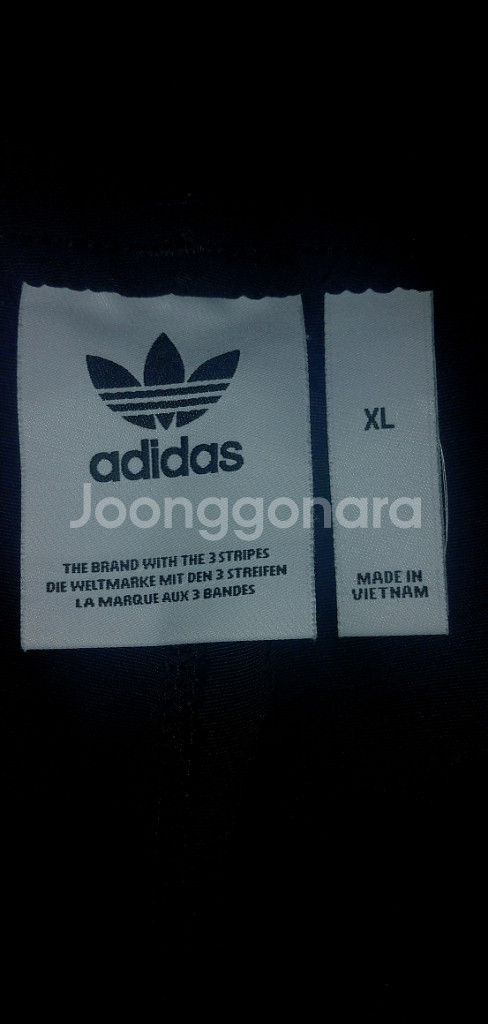 adidas
Joonggonara
THE BRAND WITH THE 3 STRIPES
DIE WELTMARKE MIT DEN 3 STREIFEN
LA MARQUE AUX 3 BANDES
XL
MADE IN
VIETNAM